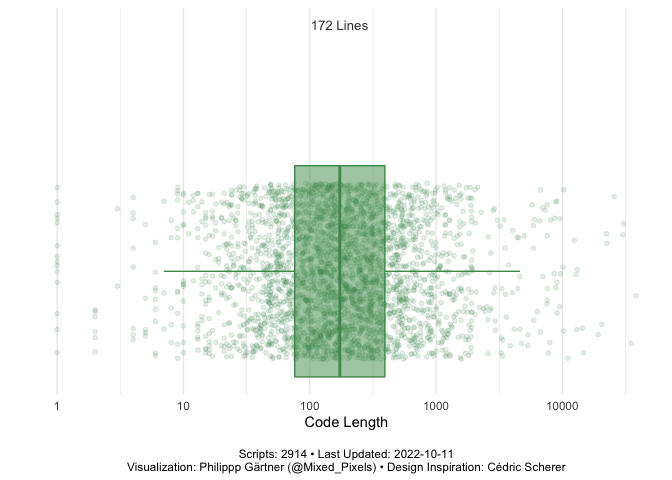 172 Lines
1 10 100 1000 10000
Code Length
Scripts: 2914 • Last Updated: 2022-10-11
Visualization: Philippp Gärtner (@Mixed_Pixels) • Design Inspiration: Cédric Scherer